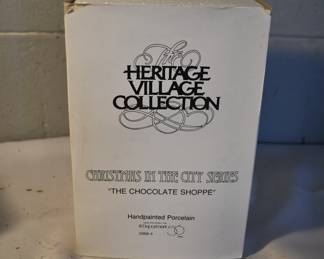 The
HERITAGE
VILLAGE
COLLECTION
CHRISTMAS IN THE CITY SERIES
"THE CHOCOLATE SHOPPE"
Handpainted Porcelain